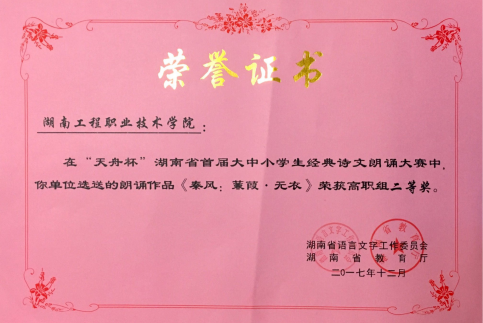 荣誉证书
湖南工程职业技术学院:
在“天舟杯”湖南省首届大中小学生经典诗文朗诵大赛中,
你单位选送的朗诵作品《秦风:蒹葭·无衣》荣获高职组二等奖。
湖南省语言文字工作委员会
湖南省教育厅
二〇一七年十二月